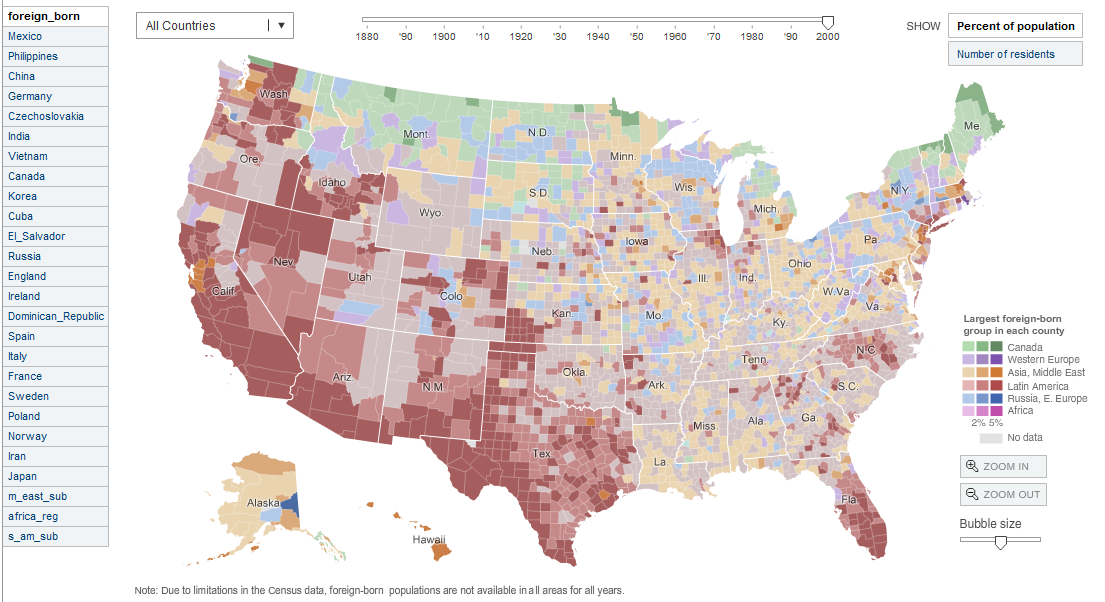 foreign_born
Mexico
Philippines
China
Germany
Czechoslovakia
India
Vietnam
Canada
Korea
Cuba
El_Salvador
Russia
England
Ireland
Dominican_Republic
Spain
Italy
France
Sweden
Poland
Norway
Iran
Japan
m_east_sub
africa_reg
s_am_sub
All Countries
1880 '90 1900 '10 1920 '30 1940 '50 1960 '70 1980 '90 2000
SHOW
Percent of population
Number of residents
Wash.
Mont.
N.D.
Minn.
Me.
Ore.
Idaho
Wyo.
S.D.
Wis.
Mich.
N.Y.
Nev.
Utah
Colo.
Neb.
Iowa
Ill.
Ind.
Ohio
Pa.
Calif.
Kan.
Mo.
Ky.
W.Va.
Va.
Ariz.
N.M.
Okla.
Ark.
Tenn.
N.C.
S.C.
Tex.
La.
Miss.
Ala.
Ga.
Fla.
Alaska
Hawaii
Largest foreign-born
group in each county
Canada
Western Europe
Asia, Middle East
Latin America
Russia, E. Europe
Africa
2% 5%
No data
ZOOM IN
ZOOM OUT
Bubble size
Note: Due to limitations in the Census data, foreign-born populations are not available in all areas for all years.